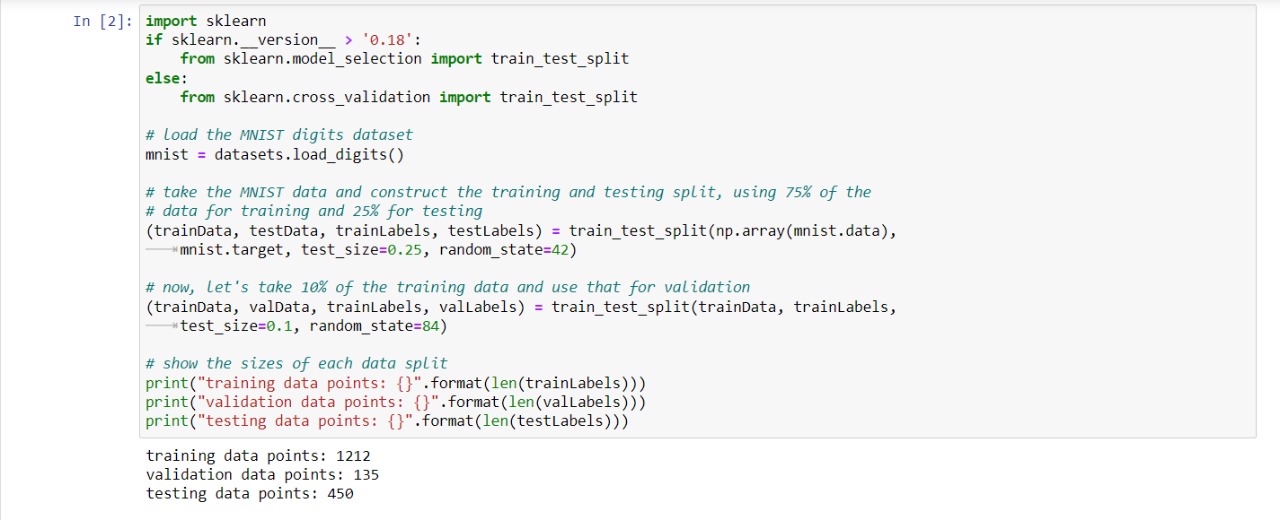 In [2]: import sklearn
if sklearn.__version__ > '0.18':
    from sklearn.model_selection import train_test_split
else:
    from sklearn.cross_validation import train_test_split

# load the MNIST digits dataset
mnist = datasets.load_digits()

# take the MNIST data and construct the training and testing split, using 75% of the
# data for training and 25% for testing
(trainData, testData, trainLabels, testLabels) = train_test_split(np.array(mnist.data),
    mnist.target, test_size=0.25, random_state=42)

# now, let's take 10% of the training data and use that for validation
(trainData, valData, trainLabels, valLabels) = train_test_split(trainData, trainLabels,
    test_size=0.1, random_state=84)

# show the sizes of each data split
print("training data points: {}".format(len(trainLabels)))
print("validation data points: {}".format(len(valLabels)))
print("testing data points: {}".format(len(testLabels)))

training data points: 1212
validation data points: 135
testing data points: 450